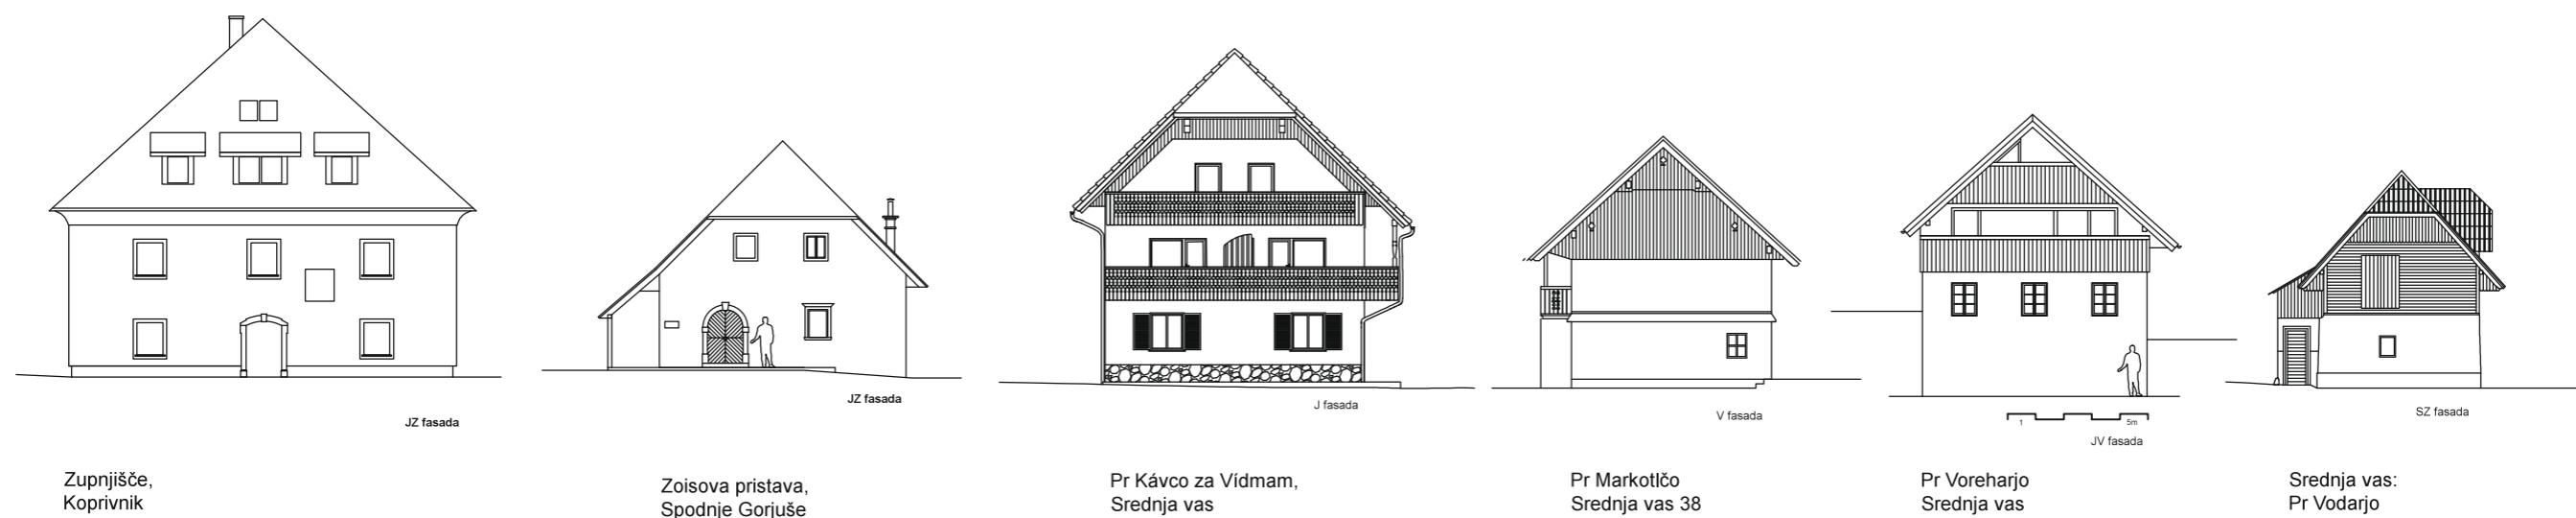 JZ fasada
Zupnjišče,
Koprivnik
JZ fasada
Zoisova pristava,
Spodnje Gorjuše
J fasada
Pr Kávco za Vídmam,
Srednja vas
V fasada
Pr Markotlčo
Srednja vas 38
1 5m
JV fasada
Pr Voreharjo
Srednja vas
SZ fasada
Srednja vas:
Pr Vodarjo